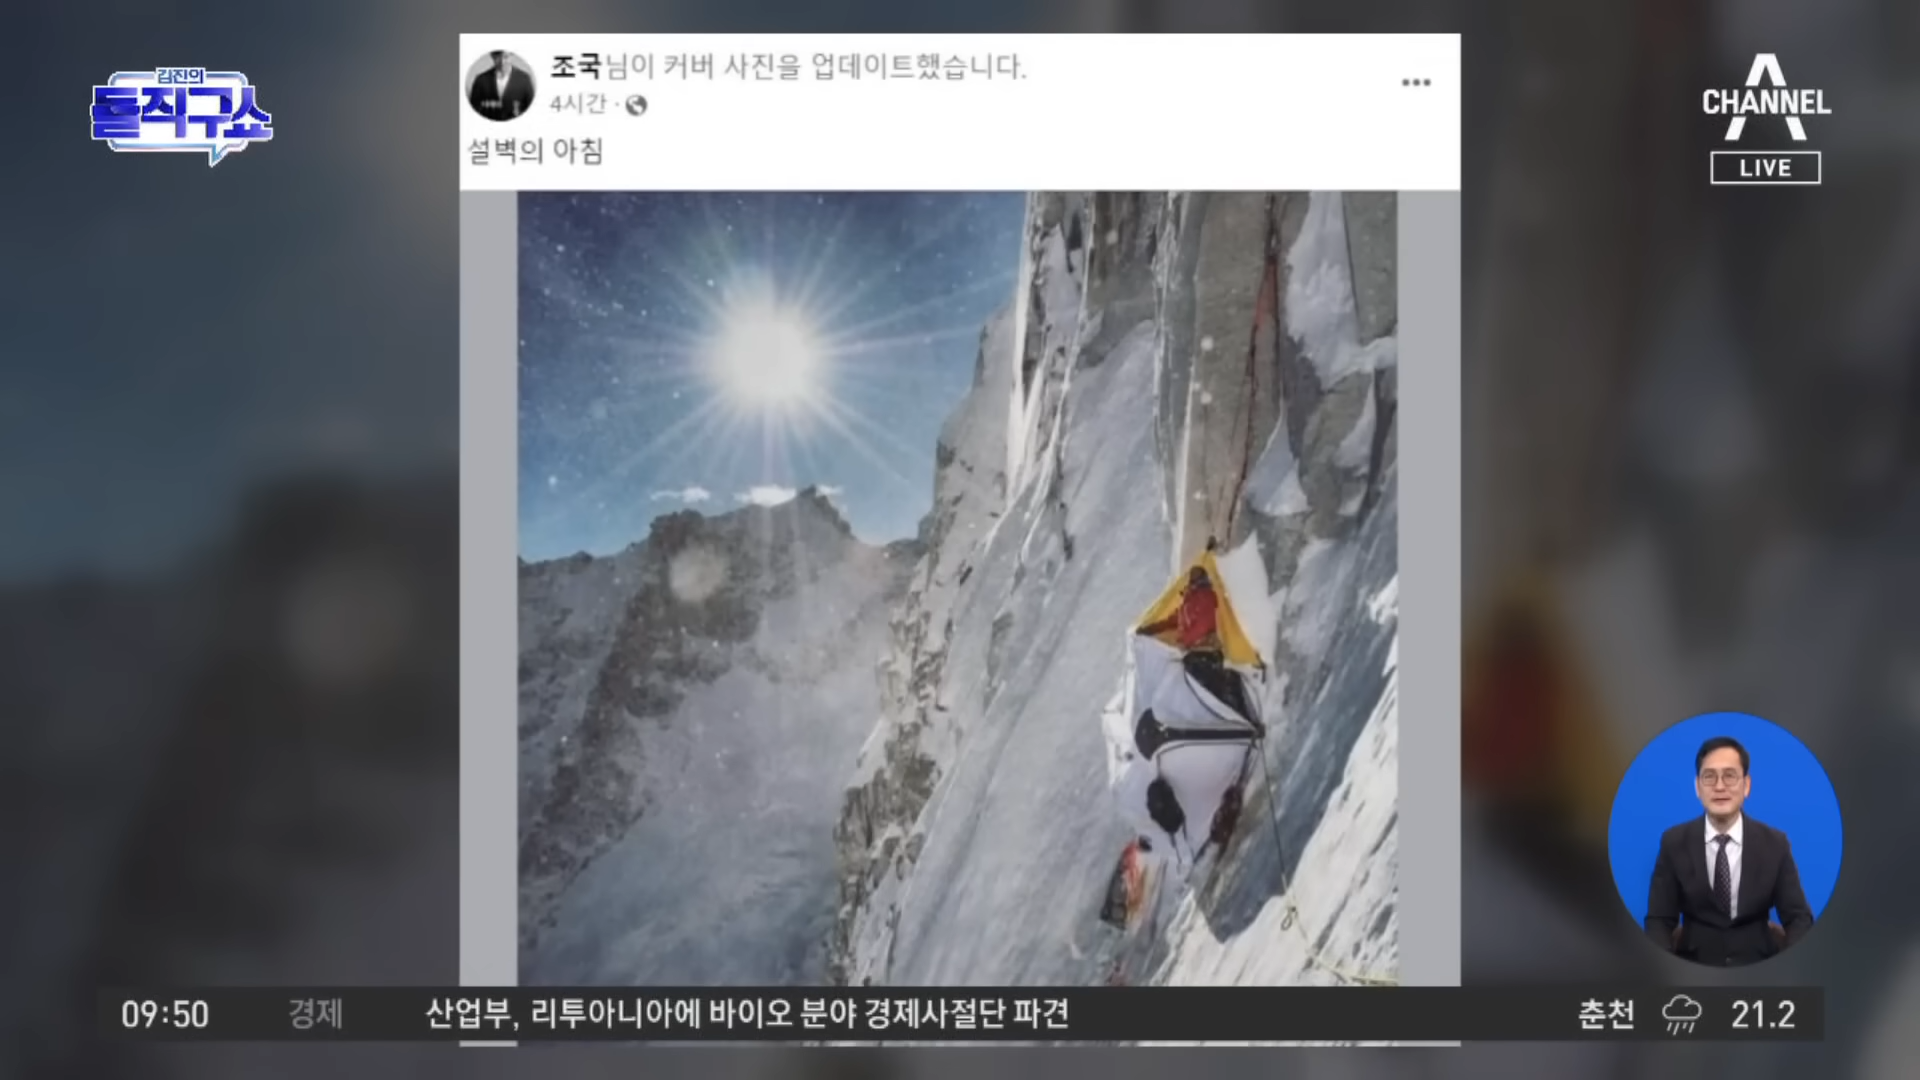 김진의
돌직구쇼
조국님이 커버 사진을 업데이트했습니다.
4시간 ·
설벽의 아침
CHANNEL A
LIVE
09:50 경제 산업부, 리투아니아에 바이오 분야 경제사절단 파견 춘천 21.2